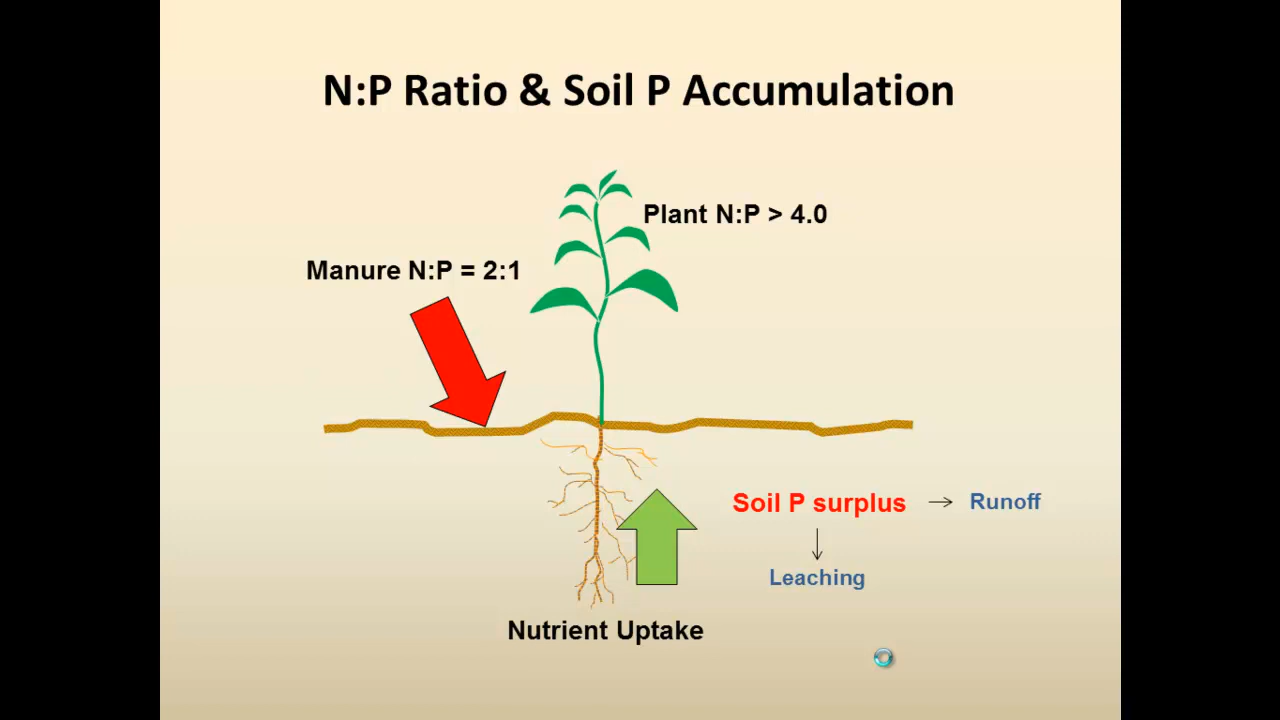 N:P Ratio & Soil P Accumulation
Plant N:P > 4.0
Manure N:P = 2:1
Soil P surplus
Runoff
Leaching
Nutrient Uptake